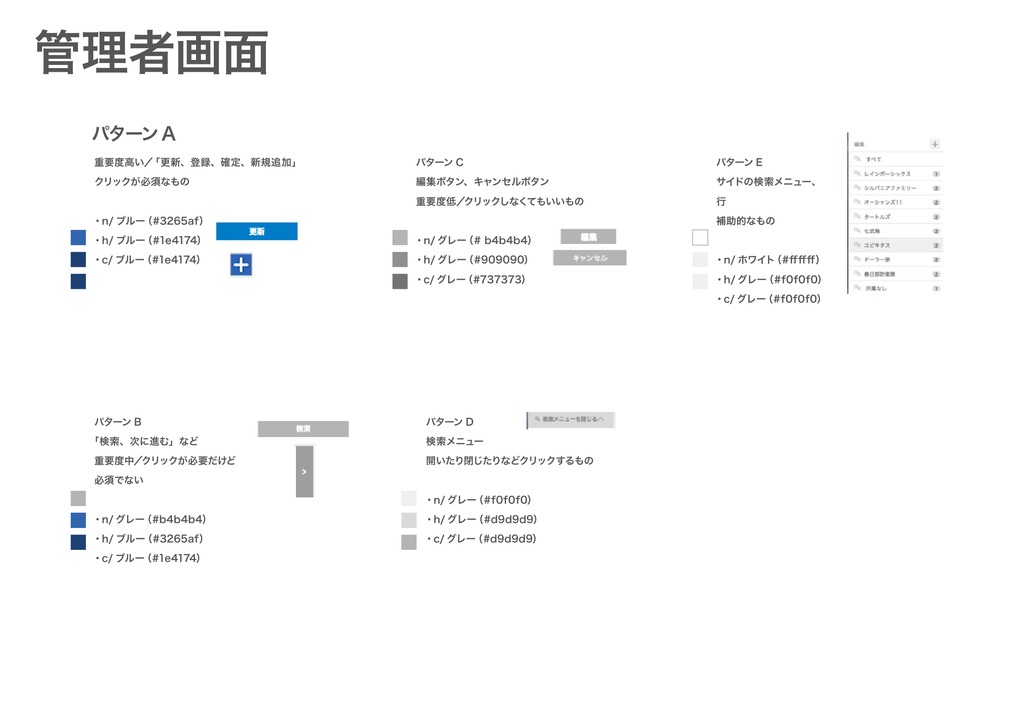 管理者画面
パターン A
重要度高い／「更新、登録、確定、新規追加」
クリックが必須なもの
・n/ ブルー（#3265af）
・h/ ブルー（#1e4174）
・c/ ブルー（#1e4174）
更新
パターン C
編集ボタン、キャンセルボタン
重要度低／クリックしなくてもいいもの
・n/ グレー（# b4b4b4）
・h/ グレー（#909090）
・c/ グレー（#737373）
編集
キャンセル
パターン E
サイドの検索メニュー、
行
補助的なもの
・n/ ホワイト（#ffffff）
・h/ グレー（#f0f0f0）
・c/ グレー（#f0f0f0）
編集 +
すべて
レインボーシックス 1
シルバニアファミリー 2
オーシャンズ11 2
タートルズ 2
七武海 2
ユビキタス 2
ドーラ一家 2
春日部防衛隊 2
所属なし 1
パターン B
「検索、次に進む」など
重要度中／クリックが必要だけど
必須でない
・n/ グレー（#b4b4b4）
・h/ ブルー（#3265af）
・c/ ブルー（#1e4174）
検索
>
パターン D
検索メニュー
開いたり閉じたりなどクリックするもの
・n/ グレー（#f0f0f0）
・h/ グレー（#d9d9d9）
・c/ グレー（#d9d9d9）
検索メニューを閉じるへ